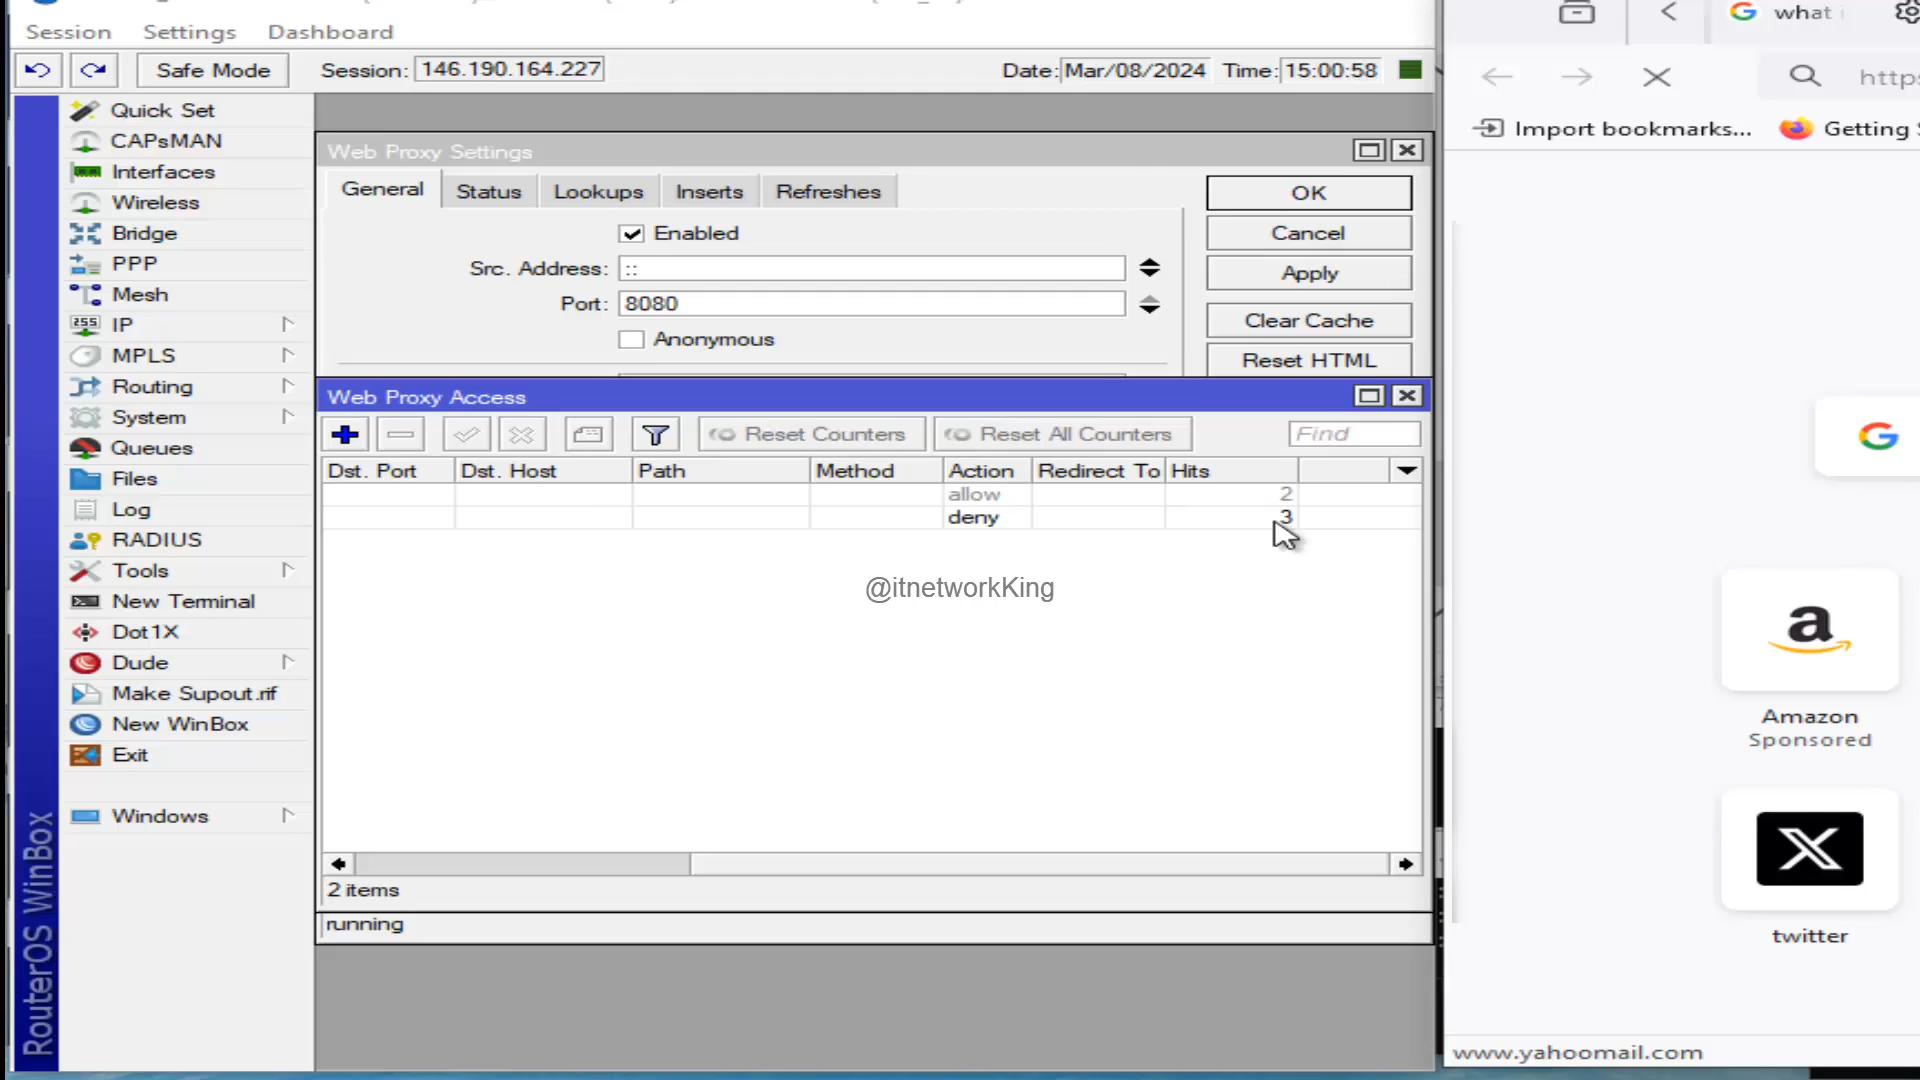 Session Settings Dashboard
Safe Mode Session: 146.190.164.227 Date: Mar/08/2024 Time: 15:00:58
Quick Set
CAPsMAN
Interfaces
Wireless
Bridge
PPP
Mesh
255 IP
MPLS
Routing
System
Queues
Files
Log
RADIUS
Tools
New Terminal
Dot1X
Dude
Make Supout.rif
New WinBox
Exit
Windows
RouterOS WinBox
Web Proxy Settings
General Status Lookups Inserts Refreshes
Enabled
Src. Address: ::
Port: 8080
Anonymous
OK
Cancel
Apply
Clear Cache
Reset HTML
Web Proxy Access
Reset Counters Reset All Counters Find
Dst. Port Dst. Host Path Method Action Redirect To Hits
allow 2
deny 3
@itnetworkKing
2 items
running
what
https
Import bookmarks... Getting
Amazon
Sponsored
twitter
www.yahoomail.com